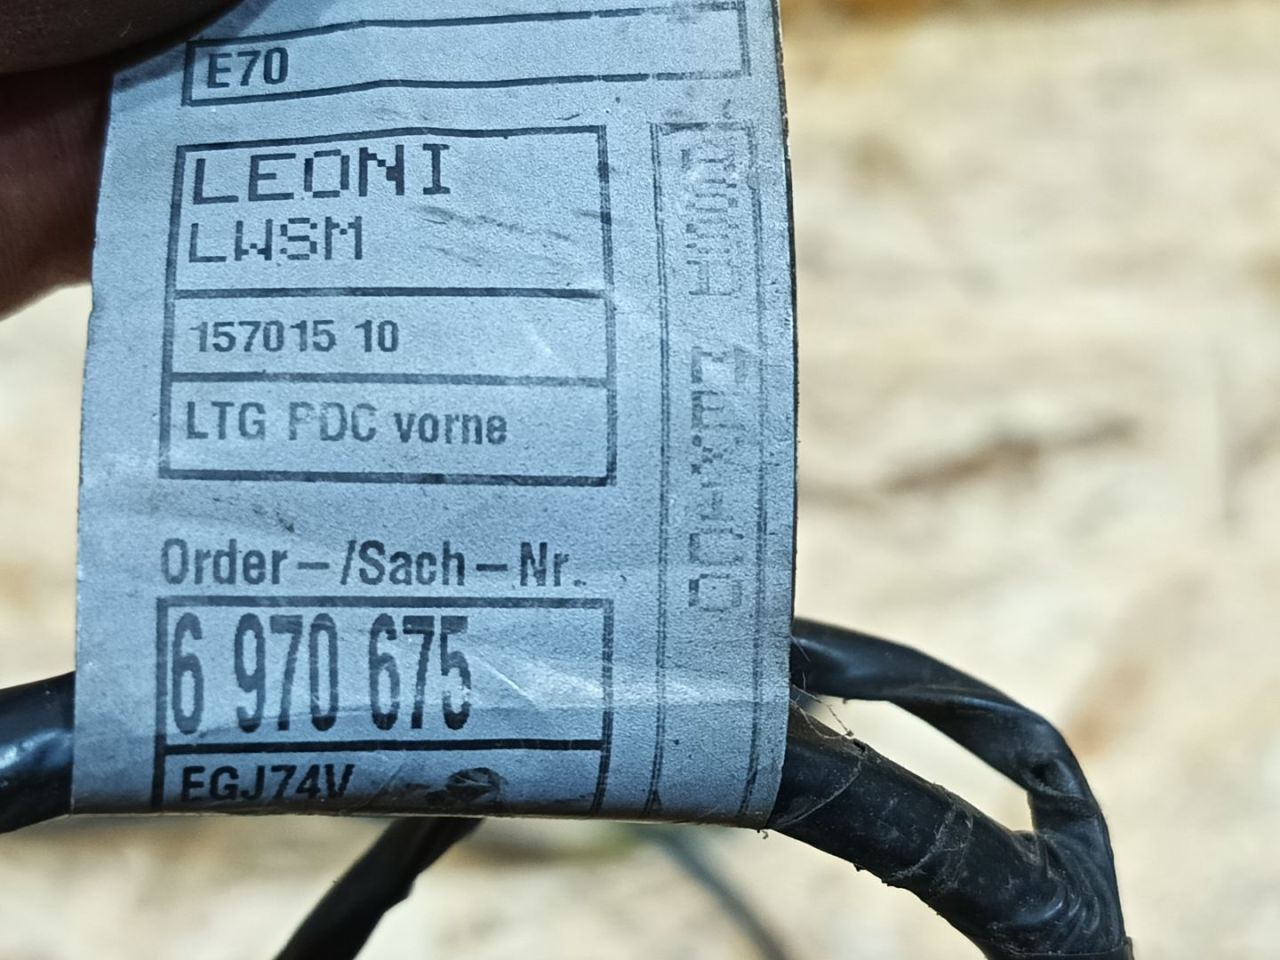 E70
LEONI
LWSM
157015 10
LTG PDC vorne
Order-/Sach-Nr.
6 970 675
EGJ74V